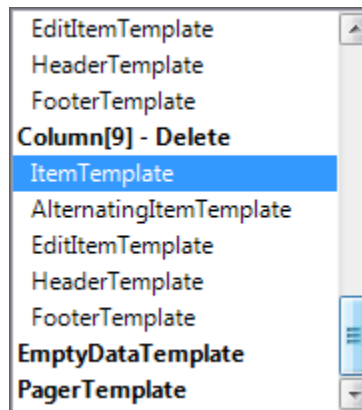 EditItemTemplate
HeaderTemplate
FooterTemplate
Column[9] - Delete
ItemTemplate
AlternatingItemTemplate
EditItemTemplate
HeaderTemplate
FooterTemplate
EmptyDataTemplate
PagerTemplate